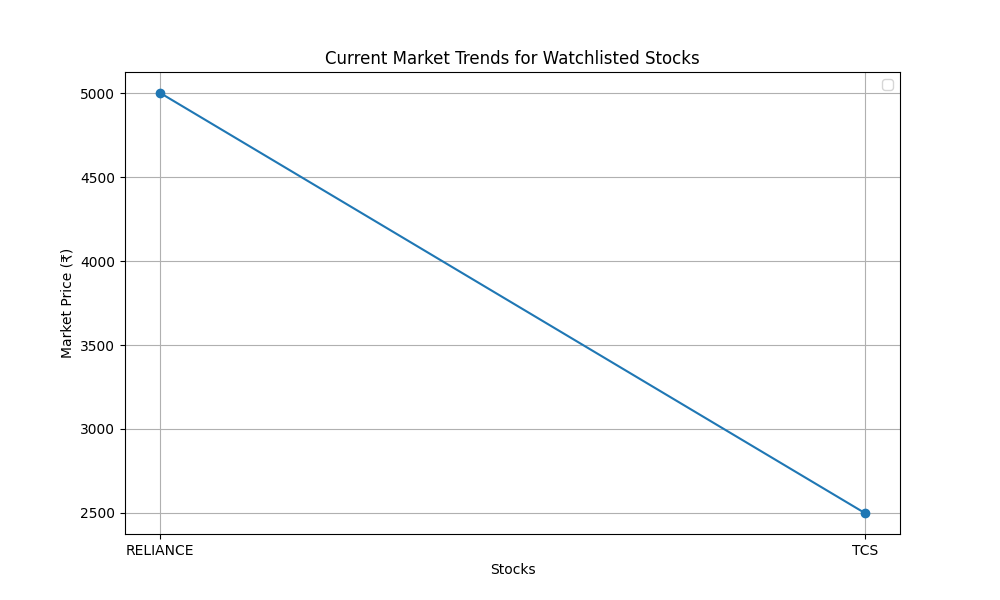 Current Market Trends for Watchlisted Stocks
Market Price (₹)
5000
4500
4000
3500
3000
2500
RELIANCE
TCS
Stocks